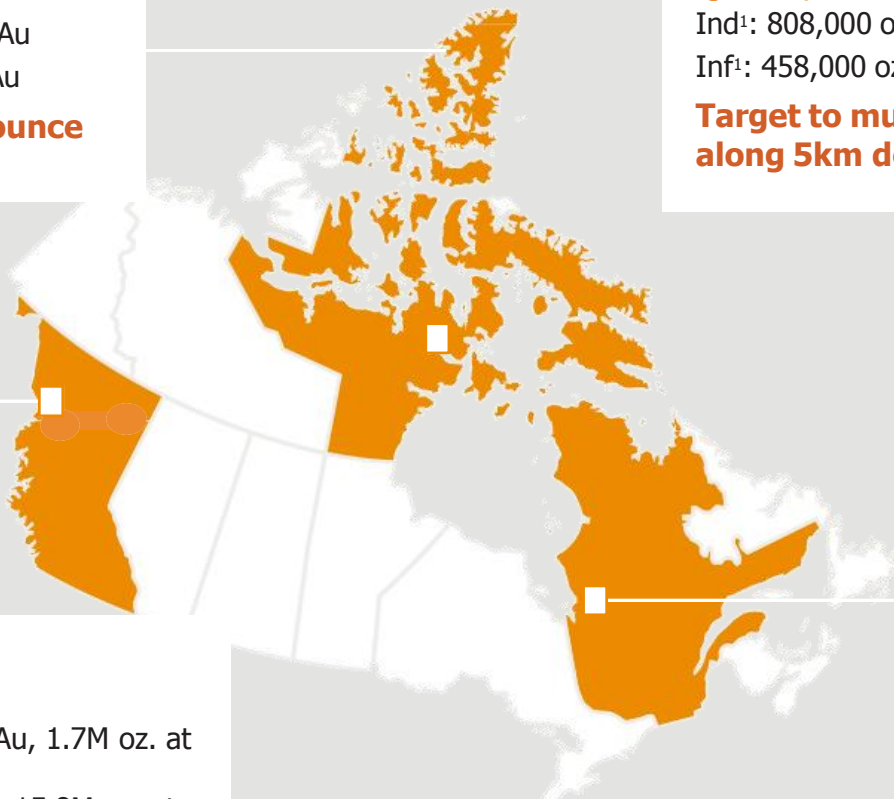 Au
Au
ounce
Ind¹: 808,000 o
Inf¹: 458,000 oz
Target to mu
along 5km d
Au, 1.7M oz. at